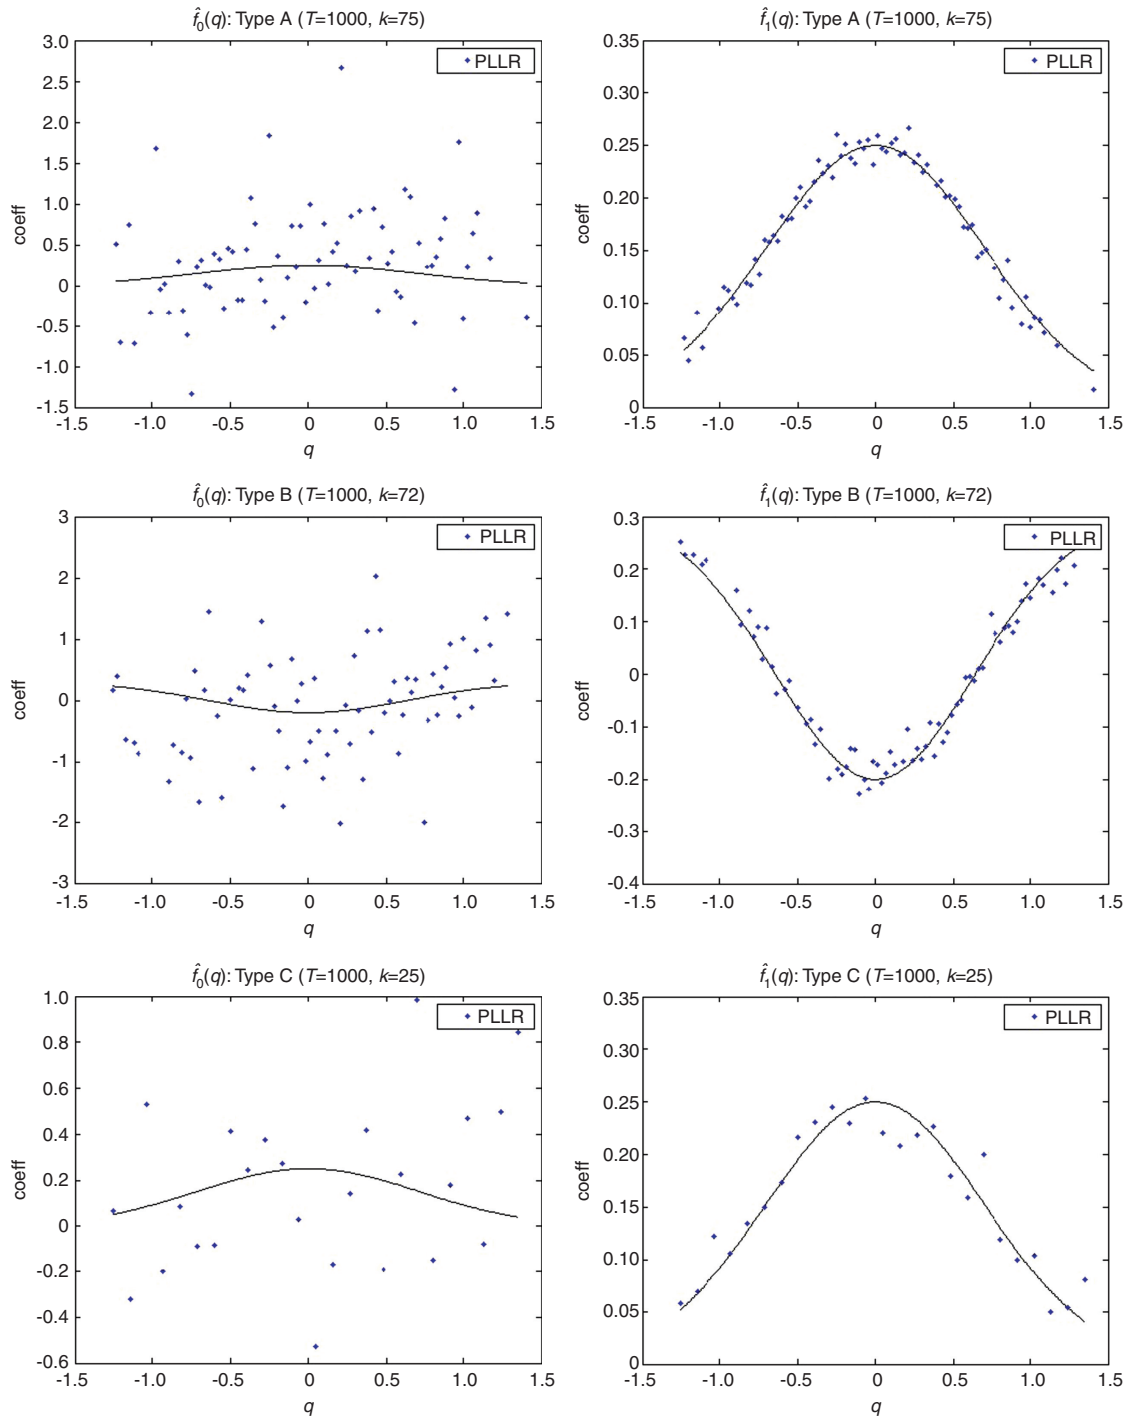 f̂0(q): Type A (T=1000, k=75)
3.0
2.5
2.0
1.5
1.0
0.5
0
-0.5
-1.0
-1.5
coeff
PLLR
-1.5 -1.0 -0.5 0 0.5 1.0 1.5
q
f̂1(q): Type A (T=1000, k=75)
0.35
0.30
0.25
0.20
0.15
0.10
0.05
0
coeff
PLLR
-1.5 -1.0 -0.5 0 0.5 1.0 1.5
q
f̂0(q): Type B (T=1000, k=72)
3
2
1
0
-1
-2
-3
coeff
PLLR
-1.5 -1.0 -0.5 0 0.5 1.0 1.5
q
f̂1(q): Type B (T=1000, k=72)
0.3
0.2
0.1
0
-0.1
-0.2
-0.3
-0.4
coeff
PLLR
-1.5 -1.0 -0.5 0 0.5 1.0 1.5
q
f̂0(q): Type C (T=1000, k=25)
1.0
0.8
0.6
0.4
0.2
0
-0.2
-0.4
-0.6
coeff
PLLR
-1.5 -1.0 -0.5 0 0.5 1.0 1.5
q
f̂1(q): Type C (T=1000, k=25)
0.35
0.30
0.25
0.20
0.15
0.10
0.05
0
coeff
PLLR
-1.5 -1.0 -0.5 0 0.5 1.0 1.5
q